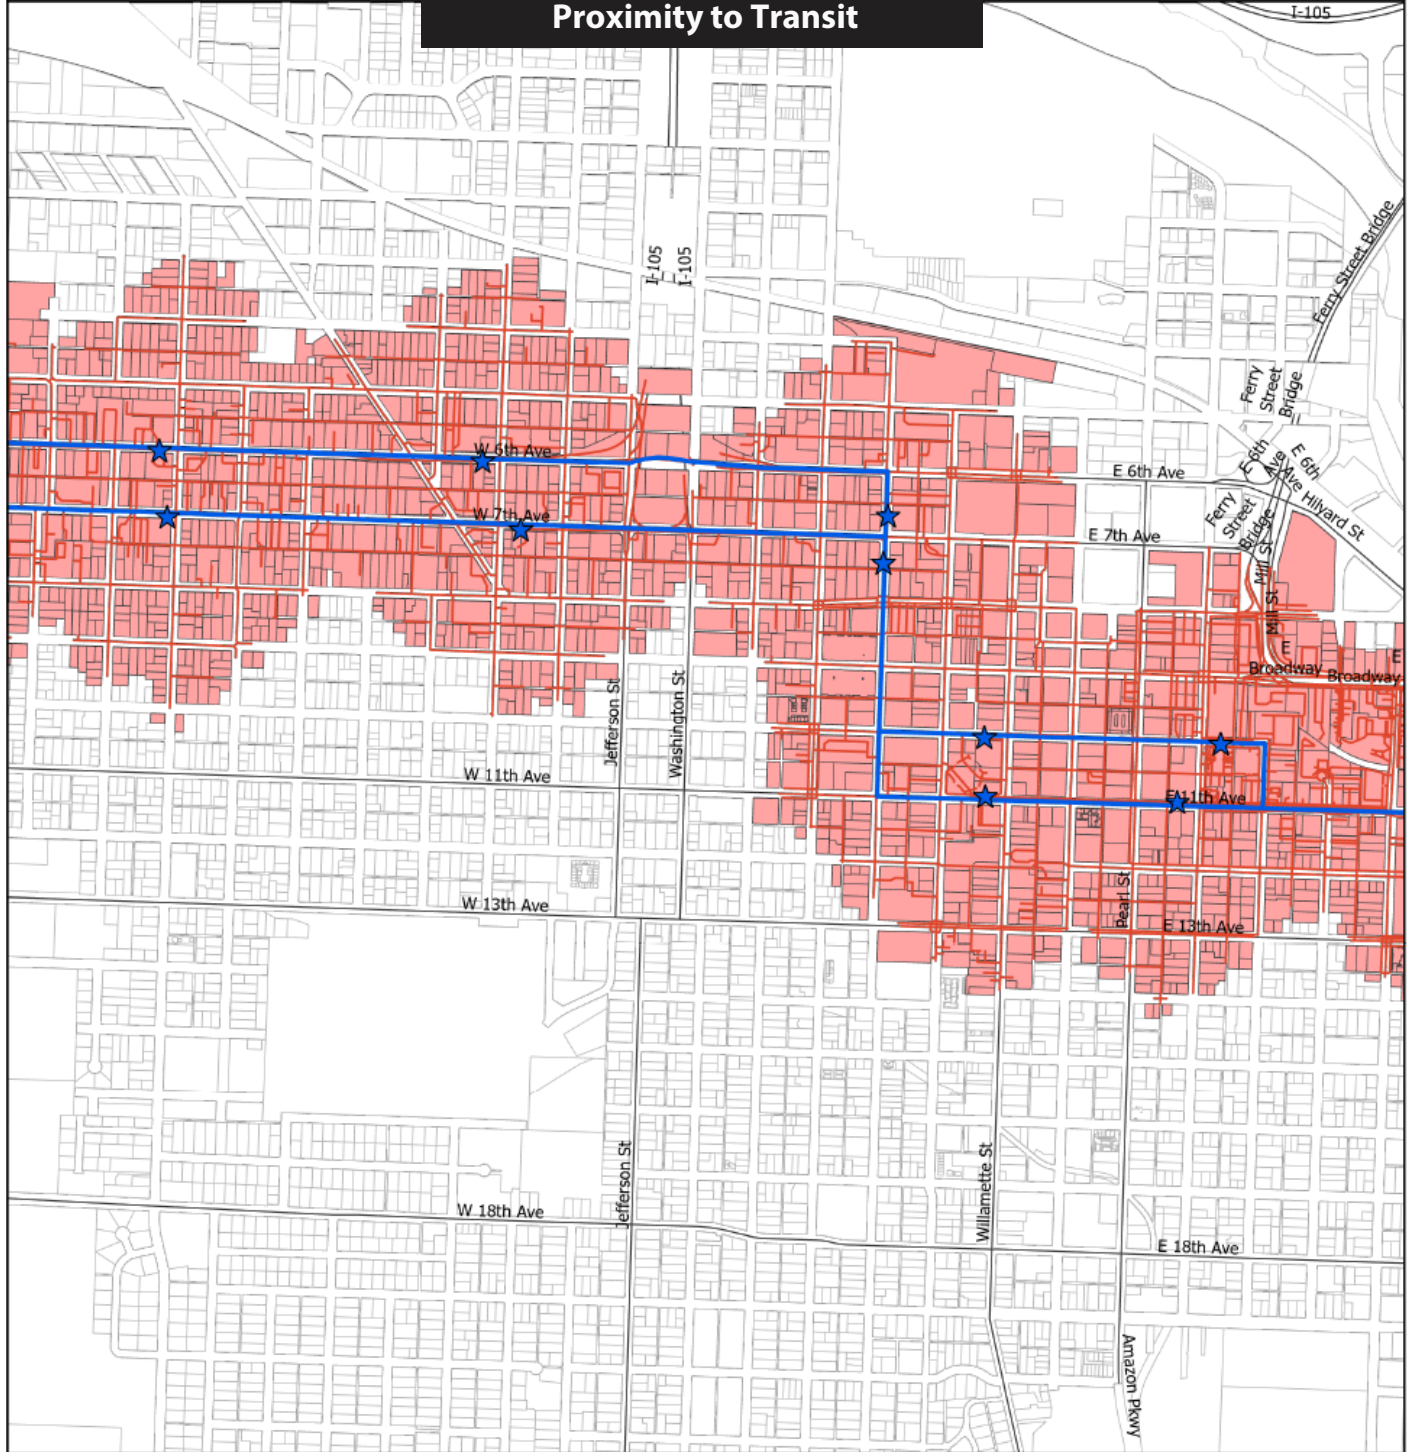 Proximity to Transit
I-105
Ferry Street Bridge
I-105
I-105
Ferry
Street
Bridge
W 6th Ave
E 6th Ave
E 6th
Ave
E 6th
Ave
Hilyard St
W 7th Ave
E 7th Ave
Ferry
Street
Bridge
Mill St
Mill St
E
Broadway
E
Broadway
Jefferson St
Washington St
W 11th Ave
E 11th Ave
Pearl St
W 13th Ave
E 13th Ave
Jefferson St
Willamette St
W 18th Ave
E 18th Ave
Amazon Pkwy